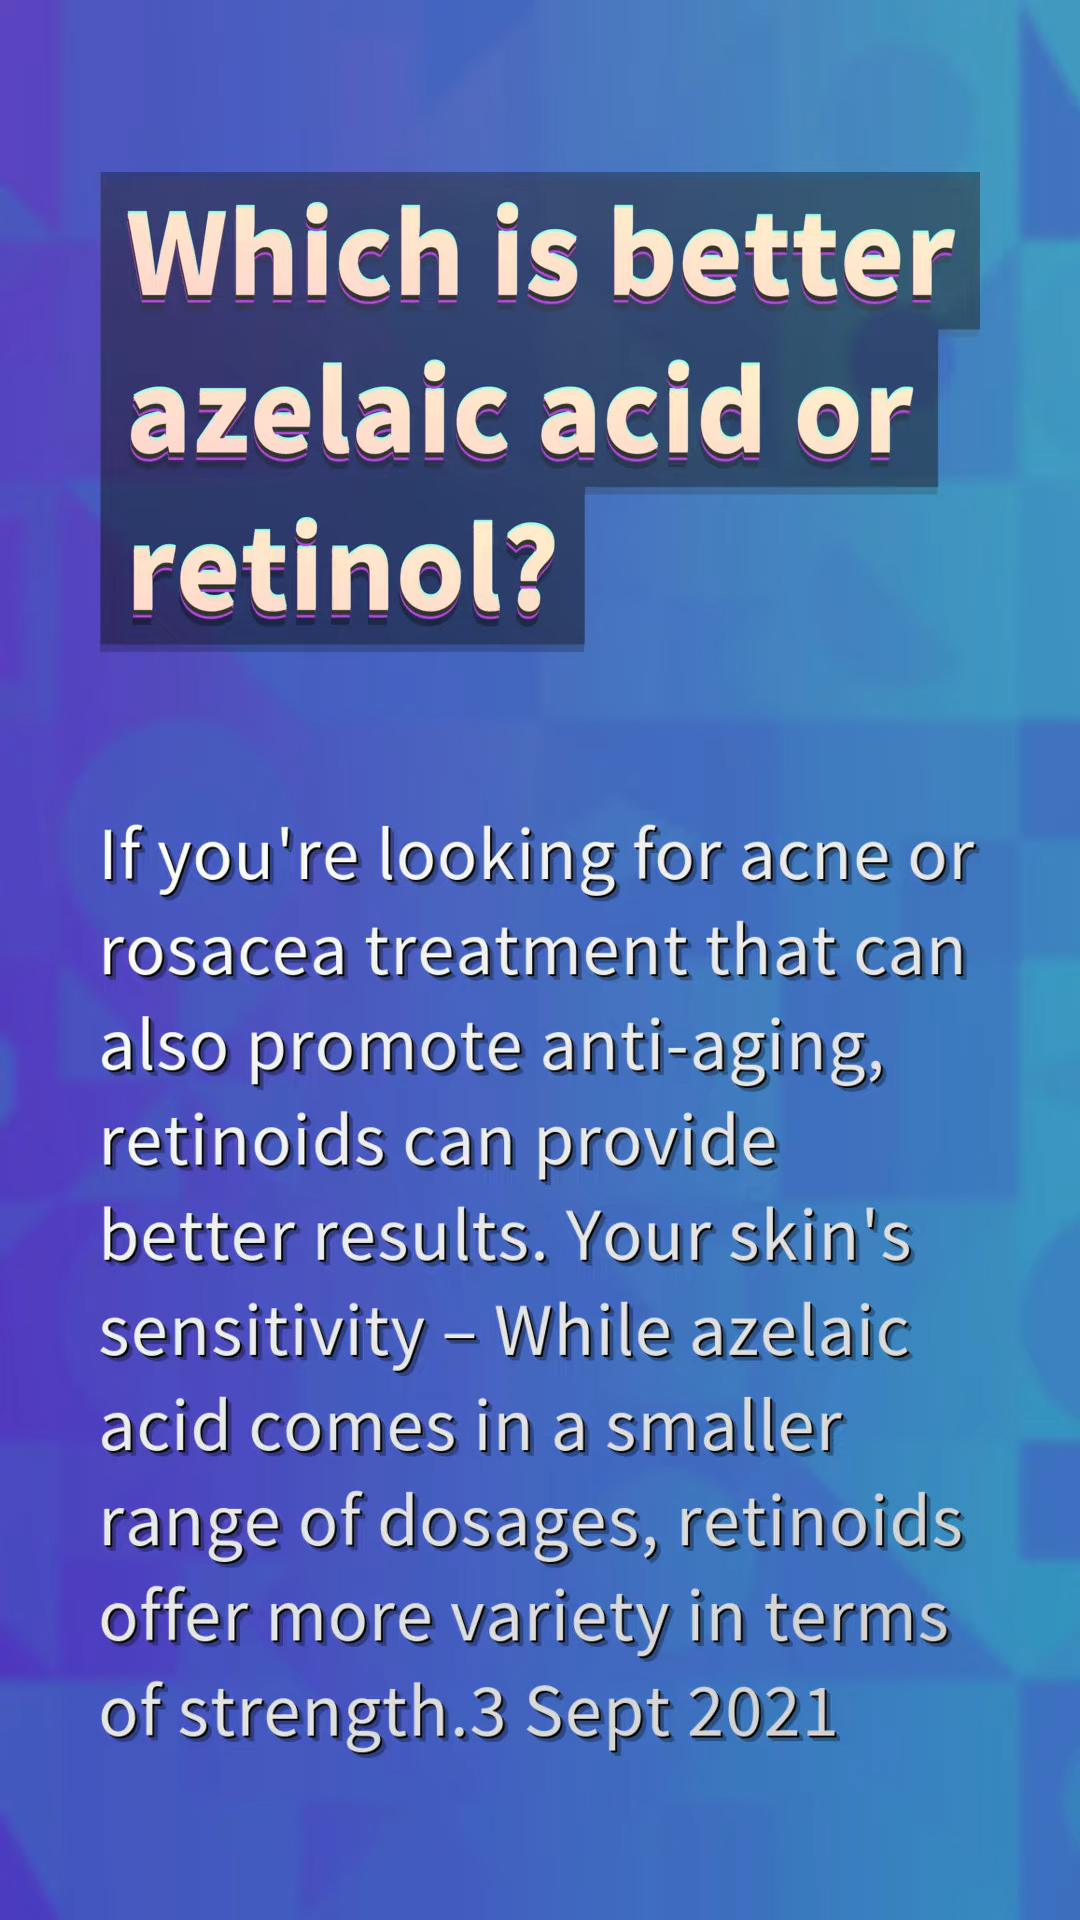 Which is better
azelaic acid or
retinol?
If you're looking for acne or
rosacea treatment that can
also promote anti-aging,
retinoids can provide
better results. Your skin's
sensitivity – While azelaic
acid comes in a smaller
range of dosages, retinoids
offer more variety in terms
of strength.3 Sept 2021